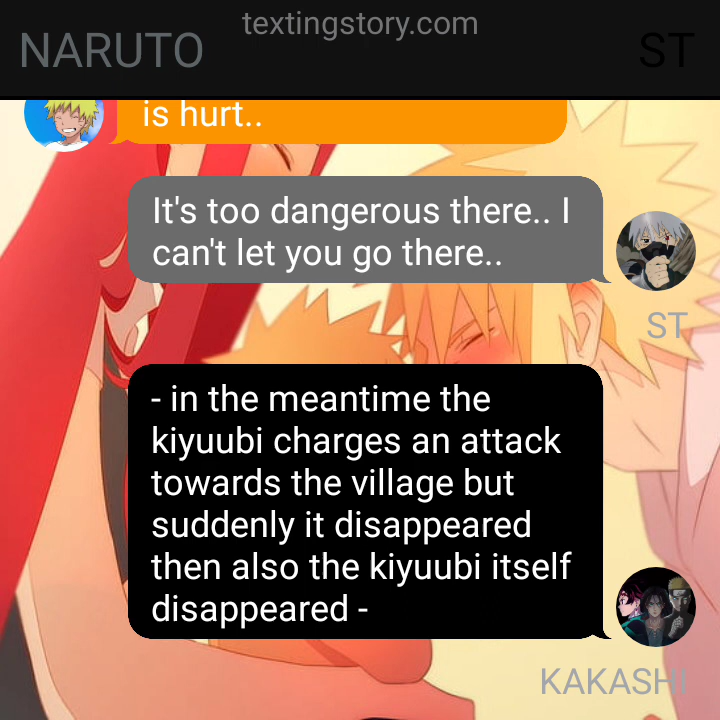 textingstory.com
NARUTO
ST
is hurt..
It's too dangerous there.. I
can't let you go there..
ST
- in the meantime the
kiyuubi charges an attack
towards the village but
suddenly it disappeared
then also the kiyuubi itself
disappeared -
KAKASHI